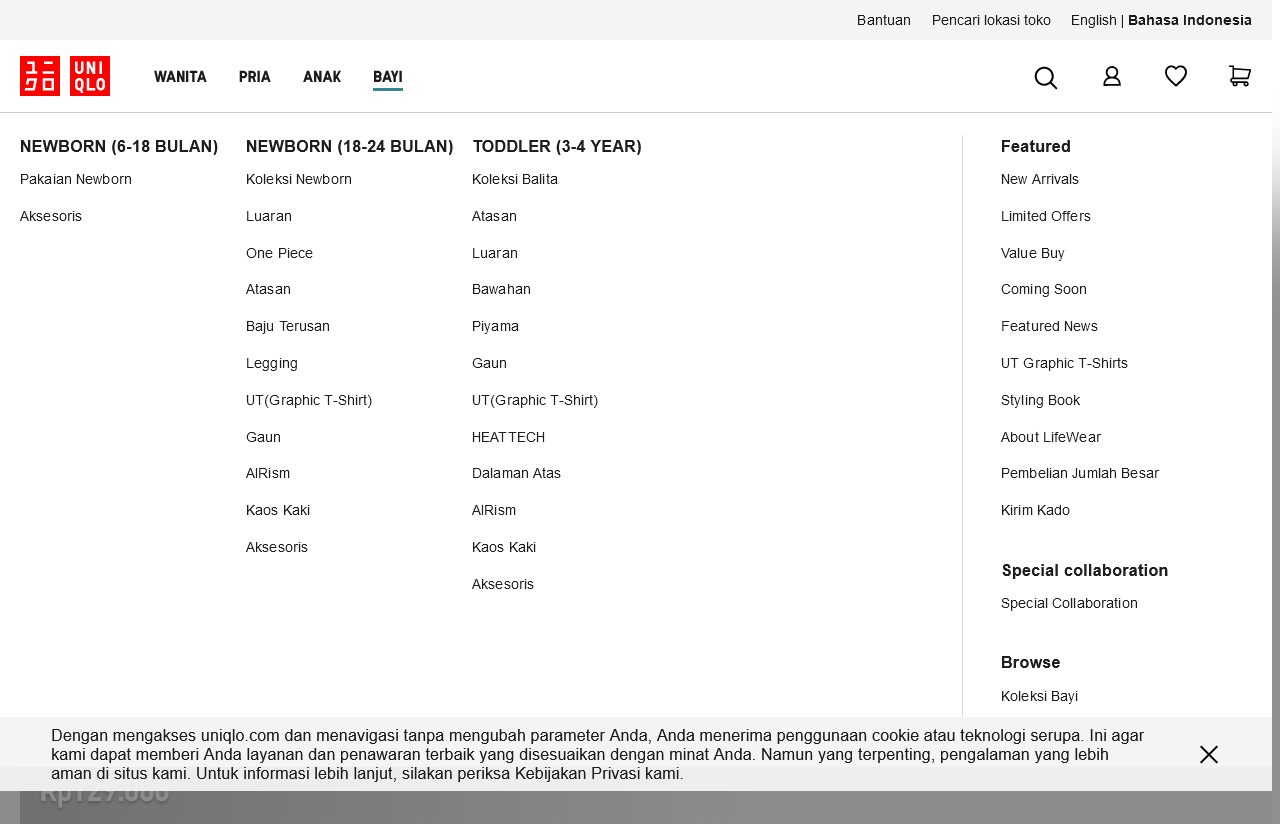 Bantuan
Pencari lokasi toko
English | Bahasa Indonesia
ユニ
クロ
UNI
QLO
WANITA
PRIA
ANAK
BAYI
NEWBORN (6-18 BULAN)
Pakaian Newborn
Aksesoris
NEWBORN (18-24 BULAN)
Koleksi Newborn
Luaran
One Piece
Atasan
Baju Terusan
Legging
UT(Graphic T-Shirt)
Gaun
AIRism
Kaos Kaki
Aksesoris
TODDLER (3-4 YEAR)
Koleksi Balita
Atasan
Luaran
Bawahan
Piyama
Gaun
UT(Graphic T-Shirt)
HEATTECH
Dalaman Atas
AIRism
Kaos Kaki
Aksesoris
Featured
New Arrivals
Limited Offers
Value Buy
Coming Soon
Featured News
UT Graphic T-Shirts
Styling Book
About LifeWear
Pembelian Jumlah Besar
Kirim Kado
Special collaboration
Special Collaboration
Browse
Koleksi Bayi
Dengan mengakses uniqlo.com dan menavigasi tanpa mengubah parameter Anda, Anda menerima penggunaan cookie atau teknologi serupa. Ini agar
kami dapat memberi Anda layanan dan penawaran terbaik yang disesuaikan dengan minat Anda. Namun yang terpenting, pengalaman yang lebih
aman di situs kami. Untuk informasi lebih lanjut, silakan periksa Kebijakan Privasi kami.